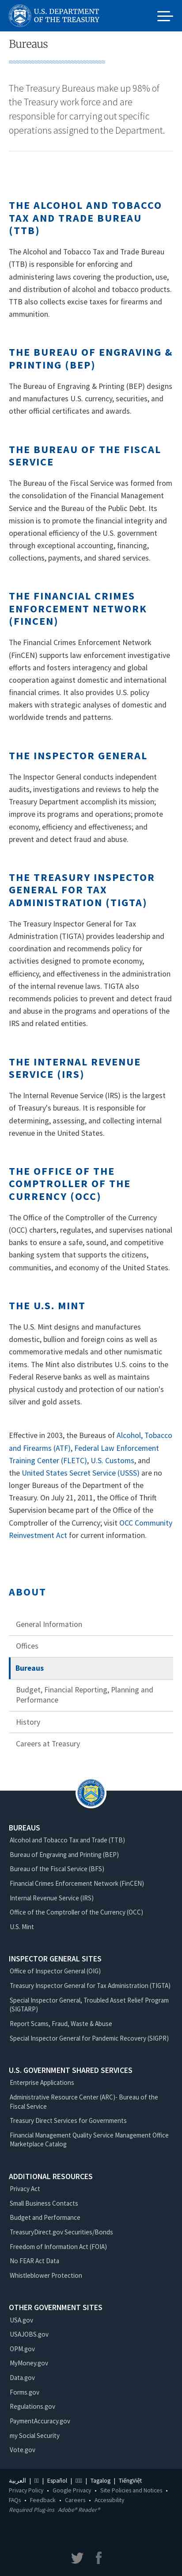 U.S. DEPARTMENT
OF THE TREASURY
Bureaus
The Treasury Bureaus make up 98% of
the Treasury work force and are
responsible for carrying out specific
operations assigned to the Department.
THE ALCOHOL AND TOBACCO
TAX AND TRADE BUREAU
(TTB)
The Alcohol and Tobacco Tax and Trade Bureau
(TTB) is responsible for enforcing and
administering laws covering the production, use,
and distribution of alcohol and tobacco products.
TTB also collects excise taxes for firearms and
ammunition.
THE BUREAU OF ENGRAVING &
PRINTING (BEP)
The Bureau of Engraving & Printing (BEP) designs
and manufactures U.S. currency, securities, and
other official certificates and awards.
THE BUREAU OF THE FISCAL
SERVICE
The Bureau of the Fiscal Service was formed from
the consolidation of the Financial Management
Service and the Bureau of the Public Debt. Its
mission is to promote the financial integrity and
operational efficiency of the U.S. government
through exceptional accounting, financing,
collections, payments, and shared services.
THE FINANCIAL CRIMES
ENFORCEMENT NETWORK
(FINCEN)
The Financial Crimes Enforcement Network
(FinCEN) supports law enforcement investigative
efforts and fosters interagency and global
cooperation against domestic and international
financial crimes. It also provides U.S. policy
makers with strategic analyses of domestic and
worldwide trends and patterns.
THE INSPECTOR GENERAL
The Inspector General conducts independent
audits, investigations and reviews to help the
Treasury Department accomplish its mission;
improve its programs and operations; promote
economy, efficiency and effectiveness; and
prevent and detect fraud and abuse.
THE TREASURY INSPECTOR
GENERAL FOR TAX
ADMINISTRATION (TIGTA)
The Treasury Inspector General for Tax
Administration (TIGTA) provides leadership and
coordination and recommends policy for
activities designed to promote economy,
efficiency, and effectiveness in the administration
of the internal revenue laws. TIGTA also
recommends policies to prevent and detect fraud
and abuse in the programs and operations of the
IRS and related entities.
THE INTERNAL REVENUE
SERVICE (IRS)
The Internal Revenue Service (IRS) is the largest
of Treasury's bureaus. It is responsible for
determining, assessing, and collecting internal
revenue in the United States.
THE OFFICE OF THE
COMPTROLLER OF THE
CURRENCY (OCC)
The Office of the Comptroller of the Currency
(OCC) charters, regulates, and supervises national
banks to ensure a safe, sound, and competitive
banking system that supports the citizens,
communities, and economy of the United States.
THE U.S. MINT
The U.S. Mint designs and manufactures
domestic, bullion and foreign coins as well as
commemorative medals and other numismatic
items. The Mint also distributes U.S. coins to the
Federal Reserve banks as well as maintains
physical custody and protection of our nation's
silver and gold assets.
Effective in 2003, the Bureaus of Alcohol, Tobacco
and Firearms (ATF), Federal Law Enforcement
Training Center (FLETC), U.S. Customs, and
the United States Secret Service (USSS) are no
longer Bureaus of the Department of the
Treasury. On July 21, 2011, the Office of Thrift
Supervision became part of the Office of the
Comptroller of the Currency; visit OCC Community
Reinvestment Act for current information.
ABOUT
General Information
Offices
Bureaus
Budget, Financial Reporting, Planning and
Performance
History
Careers at Treasury
BUREAUS
Alcohol and Tobacco Tax and Trade (TTB)
Bureau of Engraving and Printing (BEP)
Bureau of the Fiscal Service (BFS)
Financial Crimes Enforcement Network (FinCEN)
Internal Revenue Service (IRS)
Office of the Comptroller of the Currency (OCC)
U.S. Mint
INSPECTOR GENERAL SITES
Office of Inspector General (OIG)
Treasury Inspector General for Tax Administration (TIGTA)
Special Inspector General, Troubled Asset Relief Program
(SIGTARP)
Report Scams, Fraud, Waste & Abuse
Special Inspector General for Pandemic Recovery (SIGPR)
U.S. GOVERNMENT SHARED SERVICES
Enterprise Applications
Administrative Resource Center (ARC)- Bureau of the
Fiscal Service
Treasury Direct Services for Governments
Financial Management Quality Service Management Office
Marketplace Catalog
ADDITIONAL RESOURCES
Privacy Act
Small Business Contacts
Budget and Performance
TreasuryDirect.gov Securities/Bonds
Freedom of Information Act (FOIA)
No FEAR Act Data
Whistleblower Protection
OTHER GOVERNMENT SITES
USA.gov
USAJOBS.gov
OPM.gov
MyMoney.gov
Data.gov
Forms.gov
Regulations.gov
PaymentAccuracy.gov
my Social Security
Vote.gov
العربية | | Español | | Tagalog | TiếngViệt
Privacy Policy • Google Privacy • Site Policies and Notices •
FAQs • Feedback • Careers • Accessibility
Required Plug-ins Adobe® Reader®